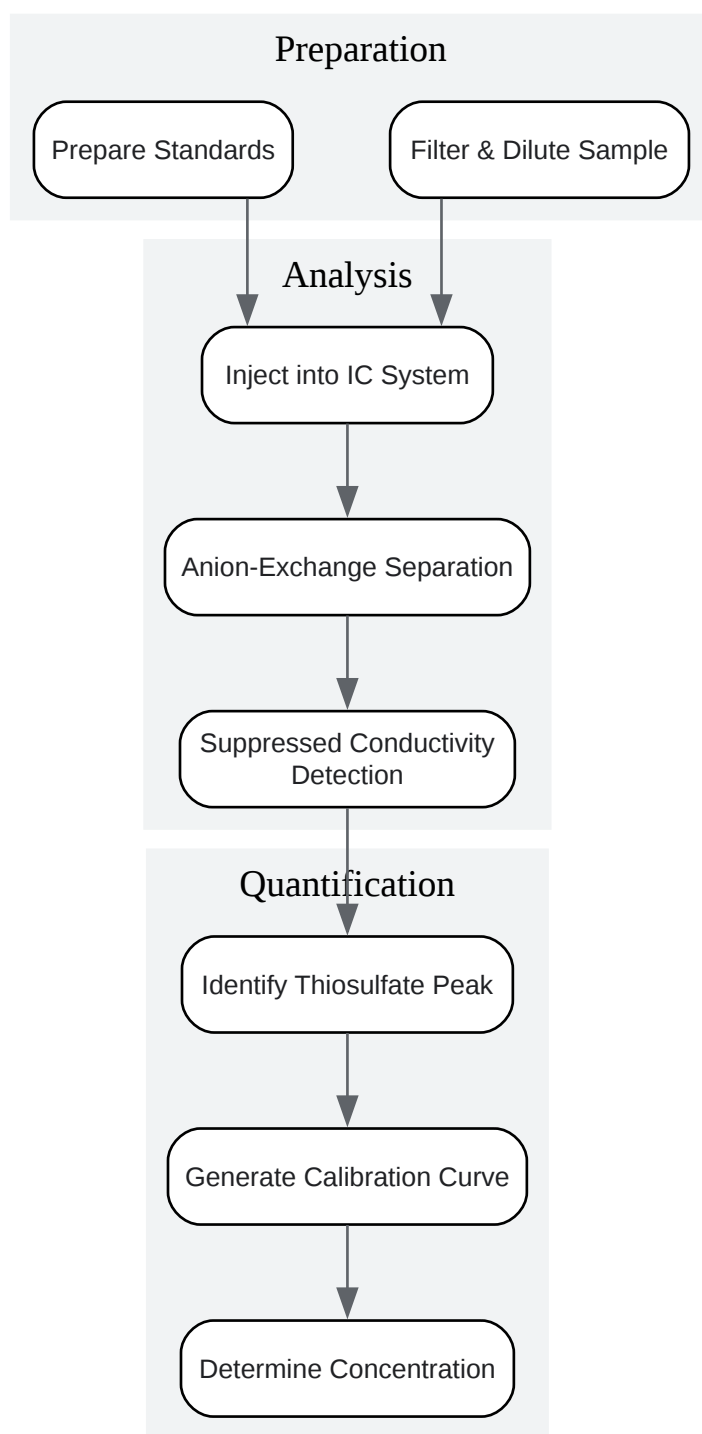 Preparation
Prepare Standards
Filter & Dilute Sample
Analysis
Inject into IC System
Anion-Exchange Separation
Suppressed Conductivity
Detection
Quantification
Identify Thiosulfate Peak
Generate Calibration Curve
Determine Concentration